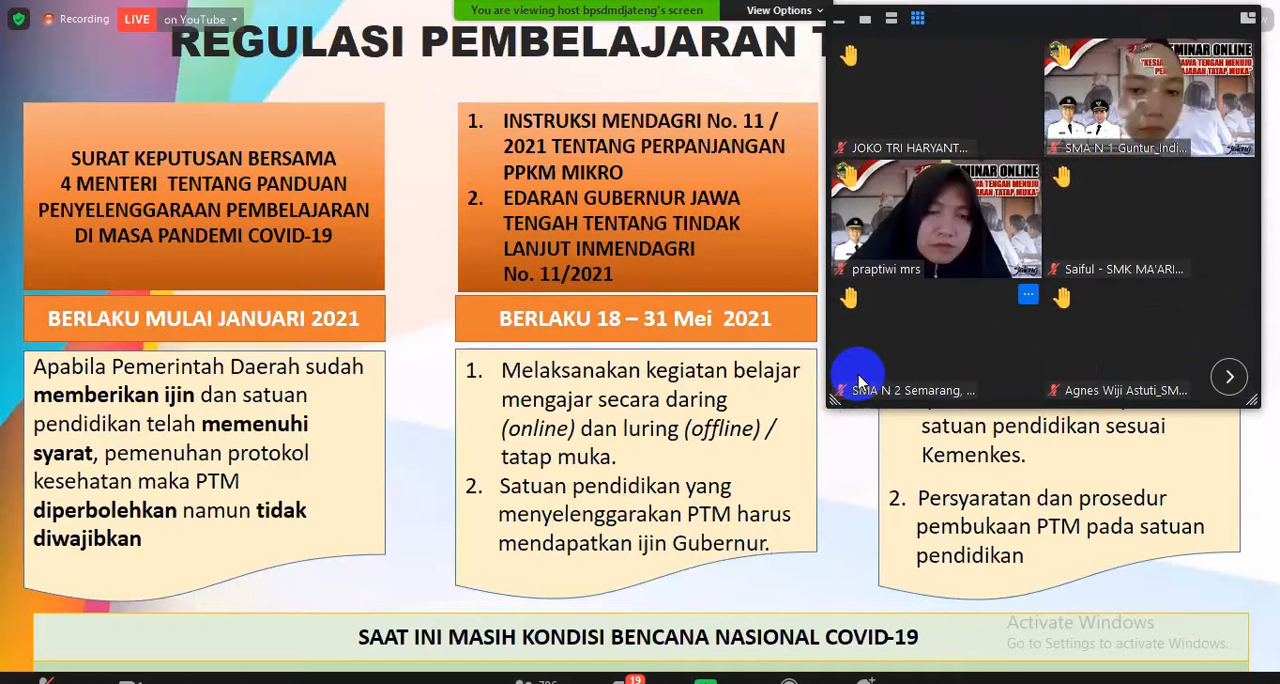 Recording
LIVE on YouTube
You are viewing host bpsdmdjateng's screen
View Options
REGULASI PEMBELAJARAN
SURAT KEPUTUSAN BERSAMA
4 MENTERI TENTANG PANDUAN
PENYELENGGARAAN PEMBELAJARAN
DI MASA PANDEMI COVID-19
BERLAKU MULAI JANUARI 2021
Apabila Pemerintah Daerah sudah
memberikan ijin dan satuan
pendidikan telah memenuhi
syarat, pemenuhan protokol
kesehatan maka PTM
diperbolehkan namun tidak
diwajibkan
1. INSTRUKSI MENDAGRI No. 11 /
2021 TENTANG PERPANJANGAN
PPKM MIKRO
2. EDARAN GUBERNUR JAWA
TENGAH TENTANG TINDAK
LANJUT INMENDAGRI
No. 11/2021
BERLAKU 18 – 31 Mei 2021
1. Melaksanakan kegiatan belajar
mengajar secara daring
(online) dan luring (offline) /
tatap muka.
2. Satuan pendidikan yang
menyelenggarakan PTM harus
mendapatkan ijin Gubernur.
JOKO TRI HARYANT...
SMA N 1 Guntur_Indi...
praptiwi mrs
Saiful - SMK MA'ARI...
SMA N 2 Semarang, ...
Agnes Wiji Astuti_SM...
satuan pendidikan sesuai
Kemenkes.
2. Persyaratan dan prosedur
pembukaan PTM pada satuan
pendidikan
SAAT INI MASIH KONDISI BENCANA NASIONAL COVID-19
Activate Windows
Go to Settings to activate Windows.
19